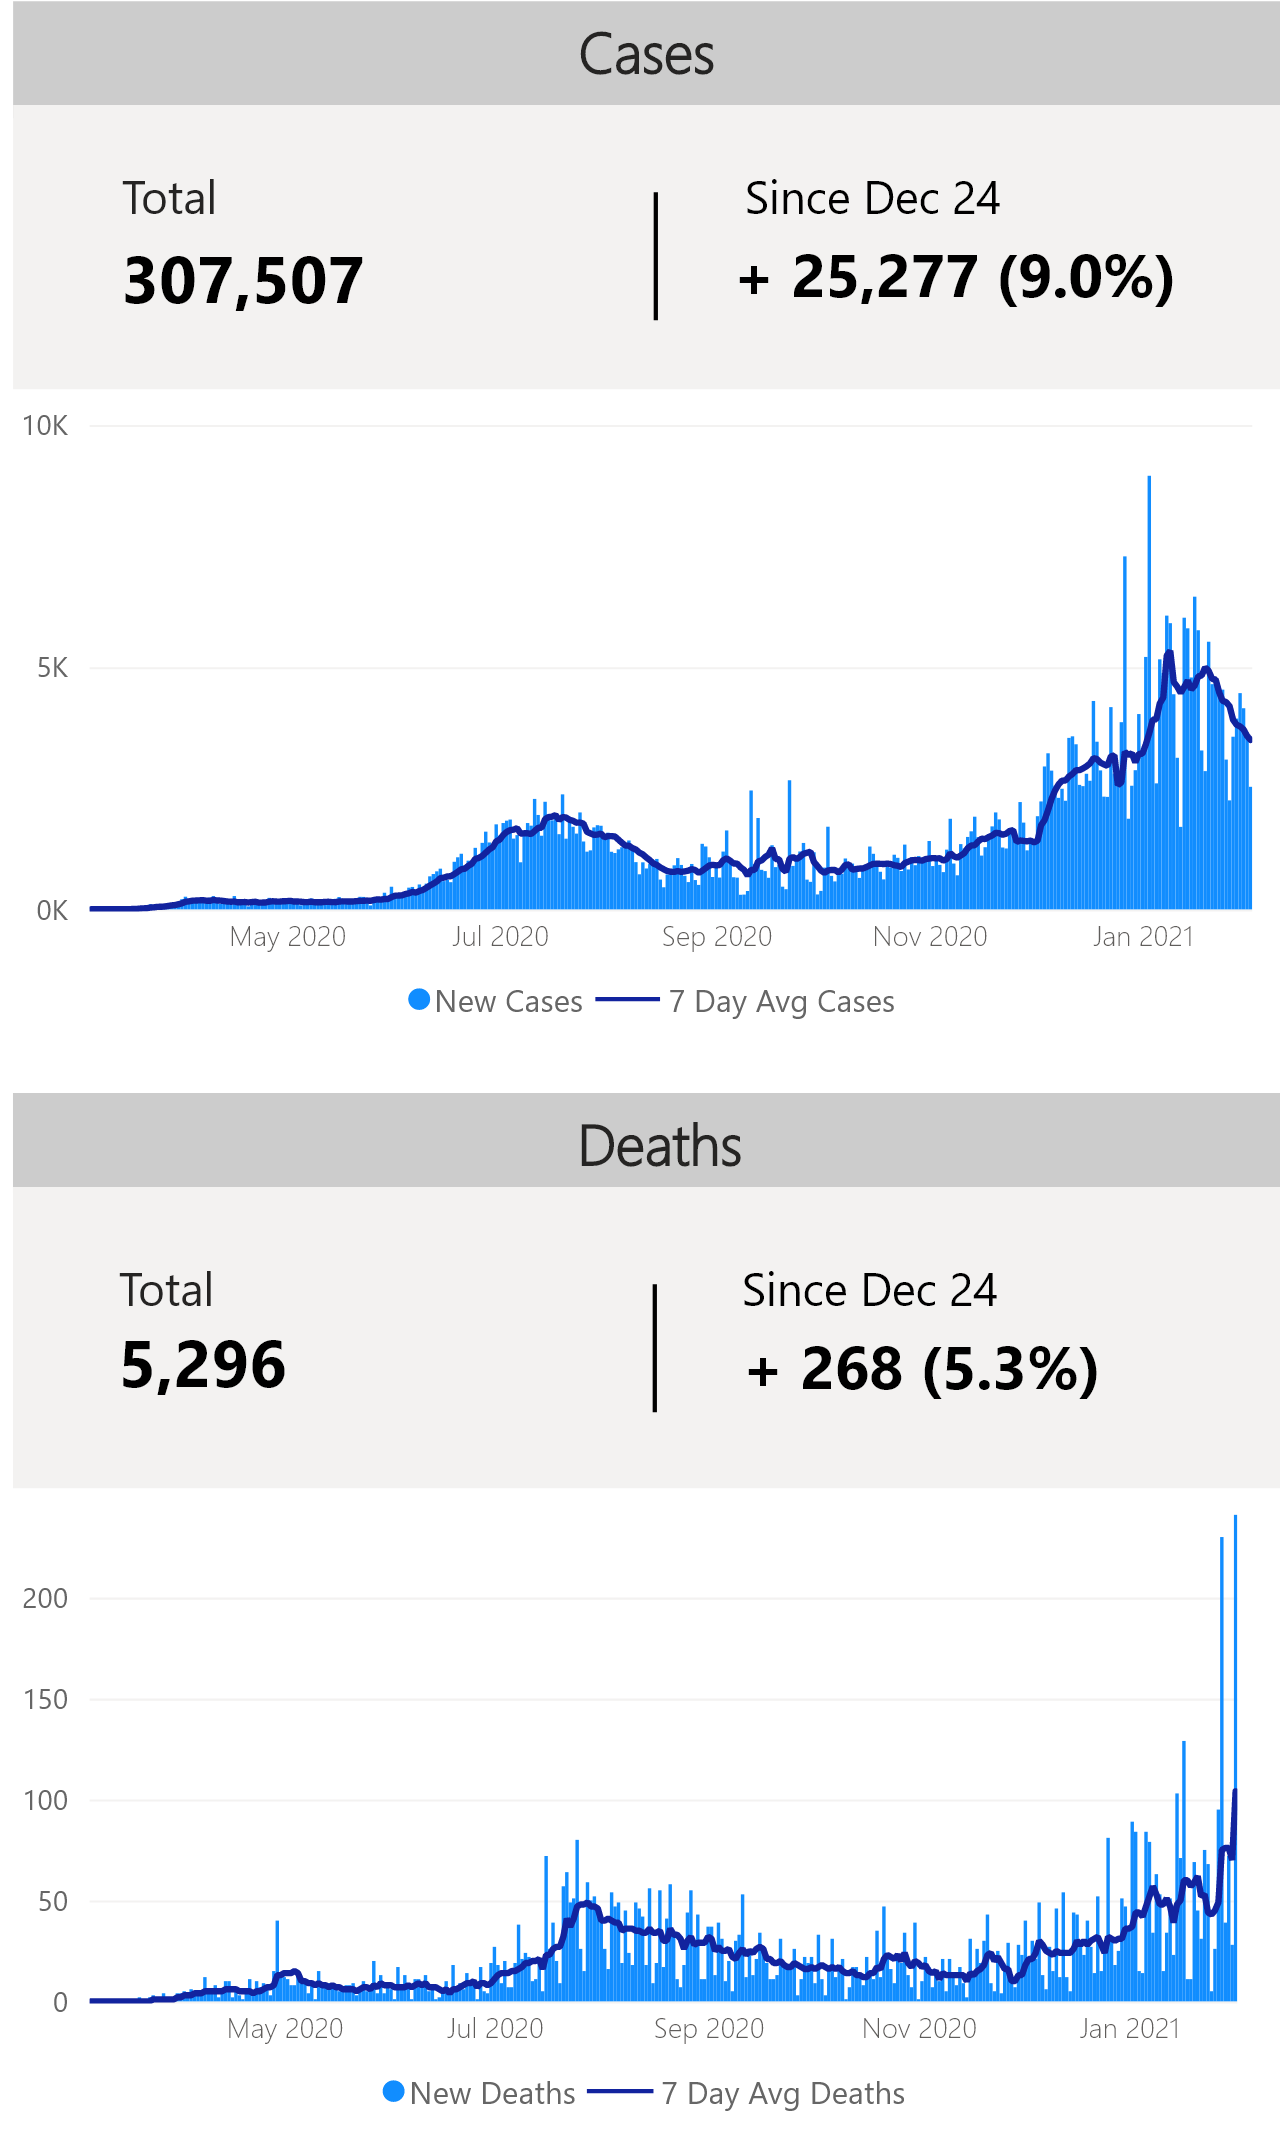 Cases
Total
Since Dec 24
307,507
+ 25,277 (9.0%)
10K
5K
0K
May 2020
Jul 2020
Sep 2020
Nov 2020
Jan 2021
New Cases
7 Day Avg Cases
Deaths
Total
Since Dec 24
5,296
+ 268 (5.3%)
200
150
100
50
0
May 2020
Jul 2020
Sep 2020
Nov 2020
Jan 2021
New Deaths
7 Day Avg Deaths